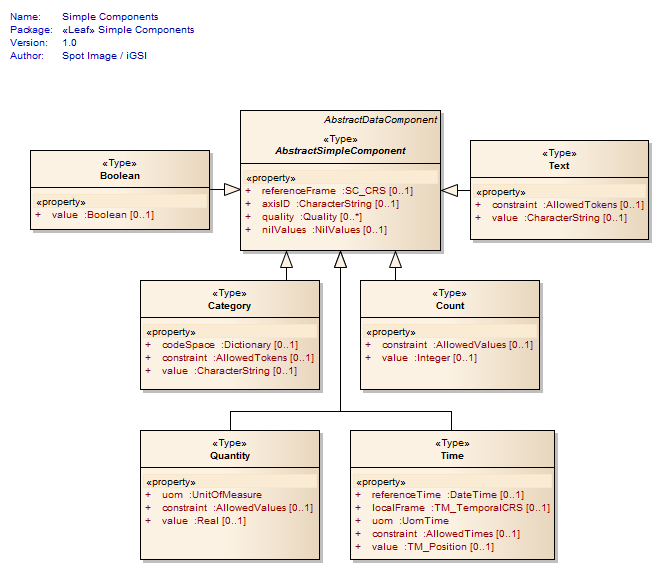 Name: Simple Components
Package: «Leaf» Simple Components
Version: 1.0
Author: Spot Image / iGSI
AbstractDataComponent
«Type»
AbstractSimpleComponent
«property»
+ referenceFrame :SC_CRS [0..1]
+ axisID :CharacterString [0..1]
+ quality :Quality [0..*]
+ nilValues :NilValues [0..1]
«Type»
Boolean
«property»
+ value :Boolean [0..1]
«Type»
Text
«property»
+ constraint :AllowedTokens [0..1]
+ value :CharacterString [0..1]
«Type»
Category
«property»
+ codeSpace :Dictionary [0..1]
+ constraint :AllowedTokens [0..1]
+ value :CharacterString [0..1]
«Type»
Count
«property»
+ constraint :AllowedValues [0..1]
+ value :Integer [0..1]
«Type»
Quantity
«property»
+ uom :UnitOfMeasure
+ constraint :AllowedValues [0..1]
+ value :Real [0..1]
«Type»
Time
«property»
+ referenceTime :DateTime [0..1]
+ localFrame :TM_TemporalCRS [0..1]
+ uom :UomTime
+ constraint :AllowedTimes [0..1]
+ value :TM_Position [0..1]